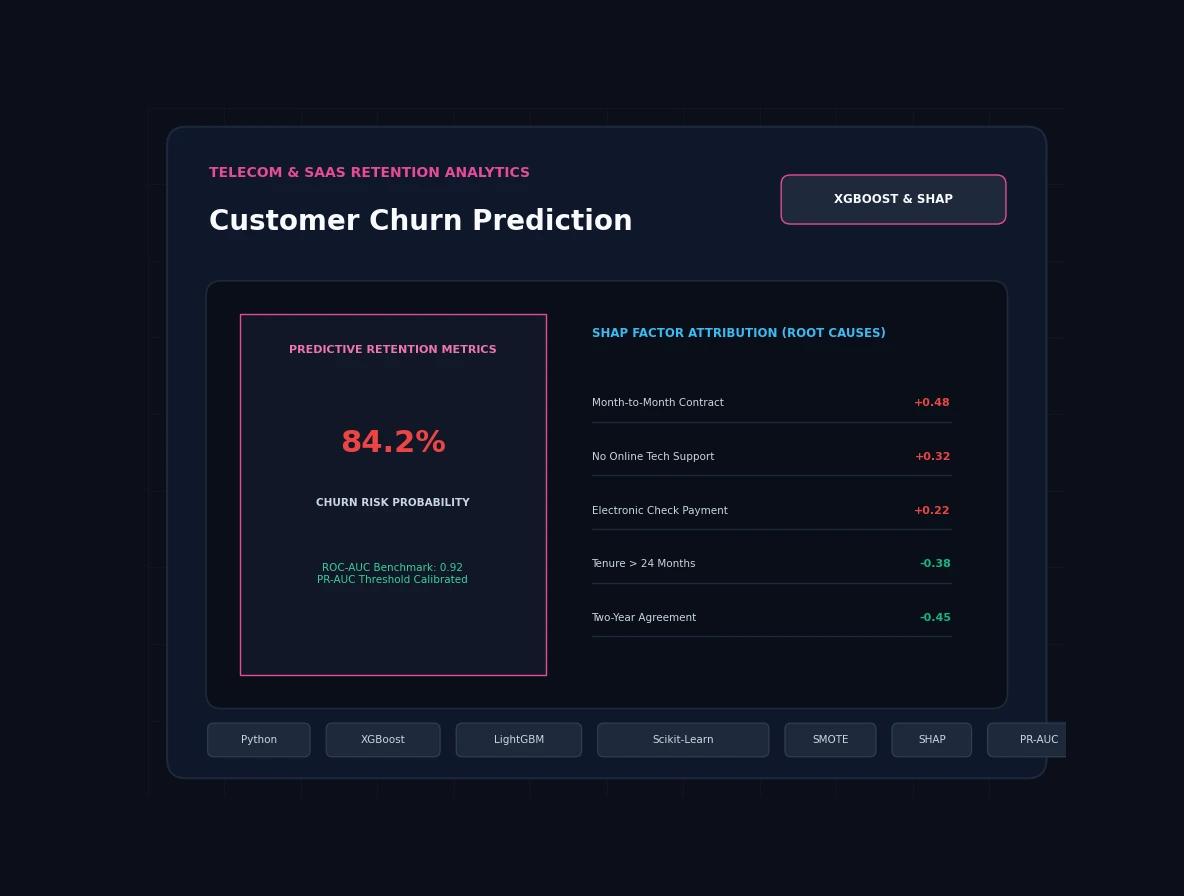 TELECOM & SAAS RETENTION ANALYTICS
Customer Churn Prediction
XGBOOST & SHAP
PREDICTIVE RETENTION METRICS
84.2%
CHURN RISK PROBABILITY
ROC-AUC Benchmark: 0.92
PR-AUC Threshold Calibrated
SHAP FACTOR ATTRIBUTION (ROOT CAUSES)
Month-to-Month Contract +0.48
No Online Tech Support +0.32
Electronic Check Payment +0.22
Tenure > 24 Months -0.38
Two-Year Agreement -0.45
Python XGBoost LightGBM Scikit-Learn SMOTE SHAP PR-AUC